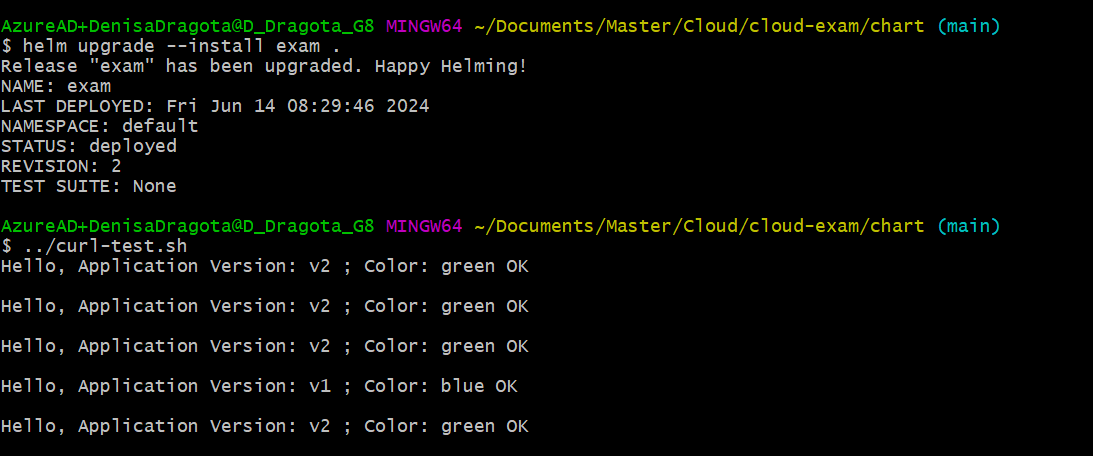 AzureAD+DenisaDragota@D_Dragota_G8 MINGW64 ~/Documents/Master/Cloud/cloud-exam/chart (main)
$ helm upgrade --install exam .
Release "exam" has been upgraded. Happy Helming!
NAME: exam
LAST DEPLOYED: Fri Jun 14 08:29:46 2024
NAMESPACE: default
STATUS: deployed
REVISION: 2
TEST SUITE: None
AzureAD+DenisaDragota@D_Dragota_G8 MINGW64 ~/Documents/Master/Cloud/cloud-exam/chart (main)
$ ../curl-test.sh
Hello, Application Version: v2 ; Color: green OK
Hello, Application Version: v2 ; Color: green OK
Hello, Application Version: v2 ; Color: green OK
Hello, Application Version: v1 ; Color: blue OK
Hello, Application Version: v2 ; Color: green OK